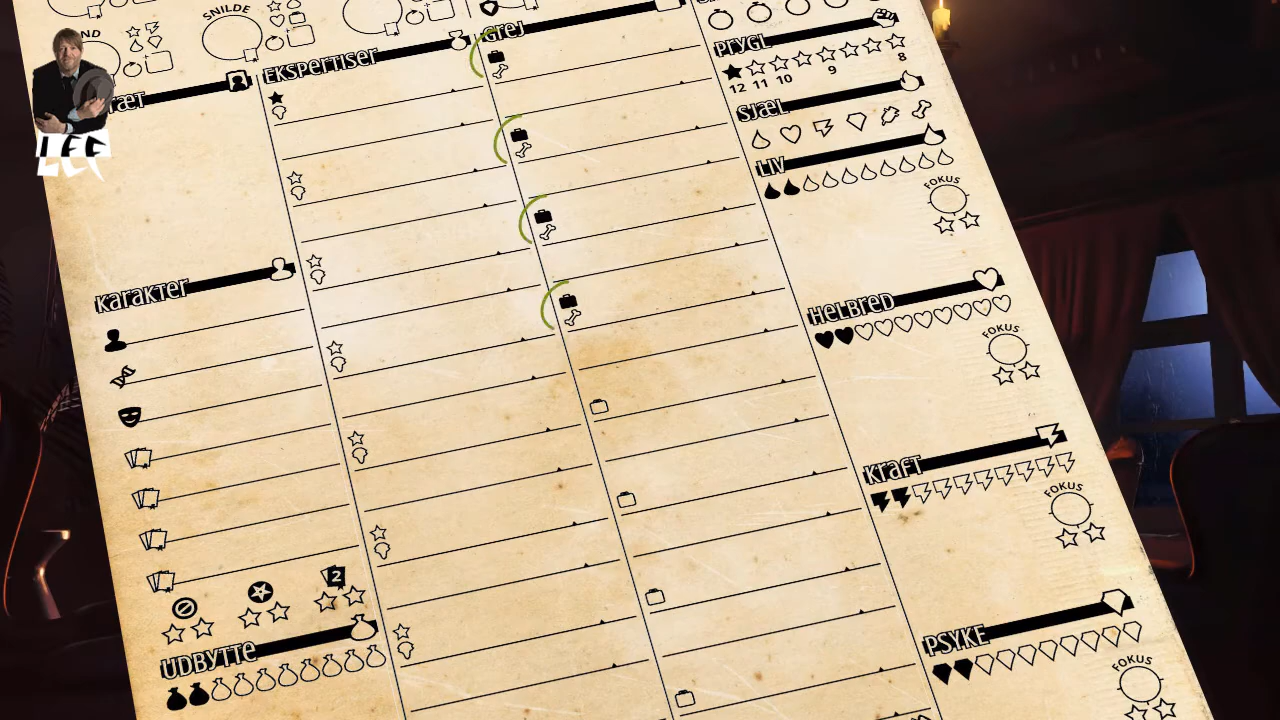 SNILDE
GREJ
EKSPERTISER
PRYGL
8
9
12 11 10
SJÆL
LIV
FOKUS
LEF
KARAKTER
HELBRED
FOKUS
KRAFT
FOKUS
2
UDBYTTE
PSYKE
FOKUS